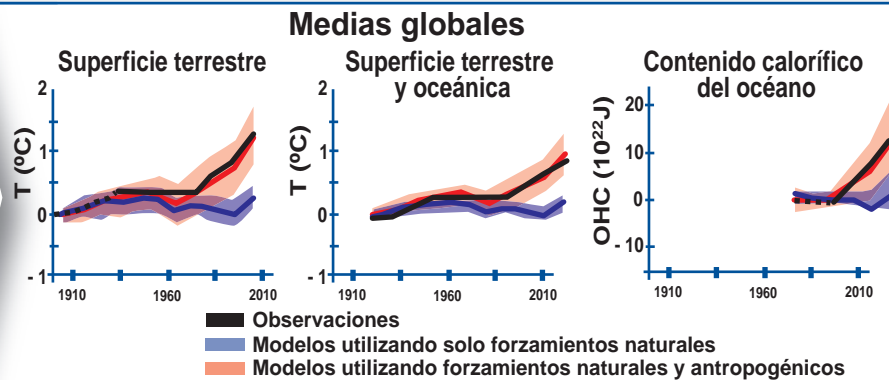 Medias globales
Superficie terrestre
2
1
0
- 1
T (ºC)
1910
1960
2010
Superficie terrestre
y oceánica
2
1
0
- 1
T (ºC)
1910
1960
2010
Contenido calorífico
del océano
20
10
0
- 10
OHC (10²²J)
1910
1960
2010
Observaciones
Modelos utilizando solo forzamientos naturales
Modelos utilizando forzamientos naturales y antropogénicos